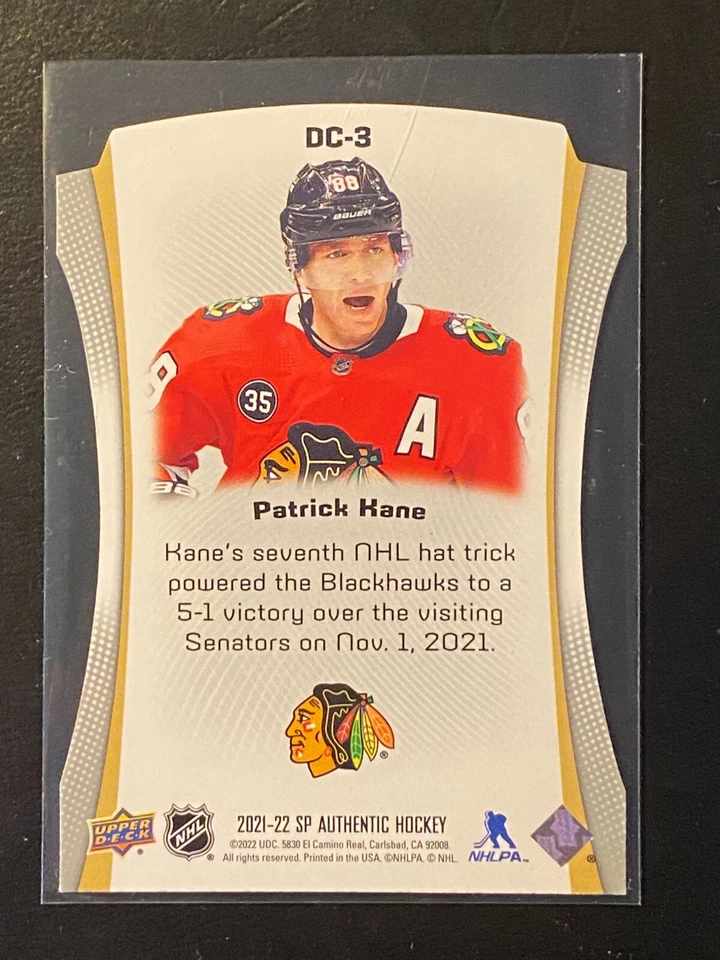 DC-3
88
BAUER
35
A
Patrick Kane
Kane's seventh NHL hat trick
powered the Blackhawks to a
5-1 victory over the visiting
Senators on Nov. 1, 2021.
®
UPPER
D·E·C·K
®
NHL
®
2021-22 SP AUTHENTIC HOCKEY
©2022 UDC. 5830 El Camino Real, Carlsbad, CA 92008.
All rights reserved. Printed in the USA. ©NHLPA. © NHL.
NHLPA™
®